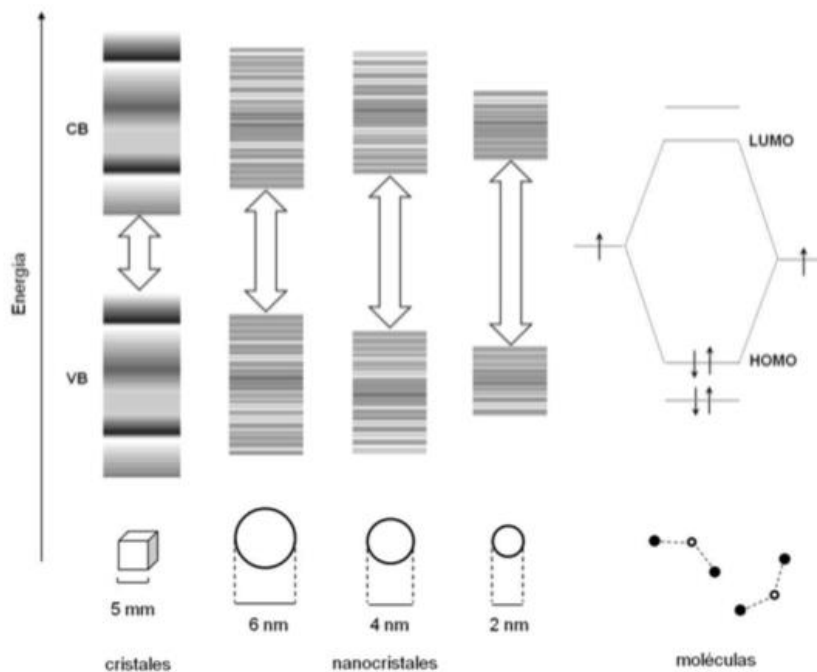 Energía
CB
VB
LUMO
HOMO
5 mm
6 nm
4 nm
2 nm
cristales
nanocristales
moléculas